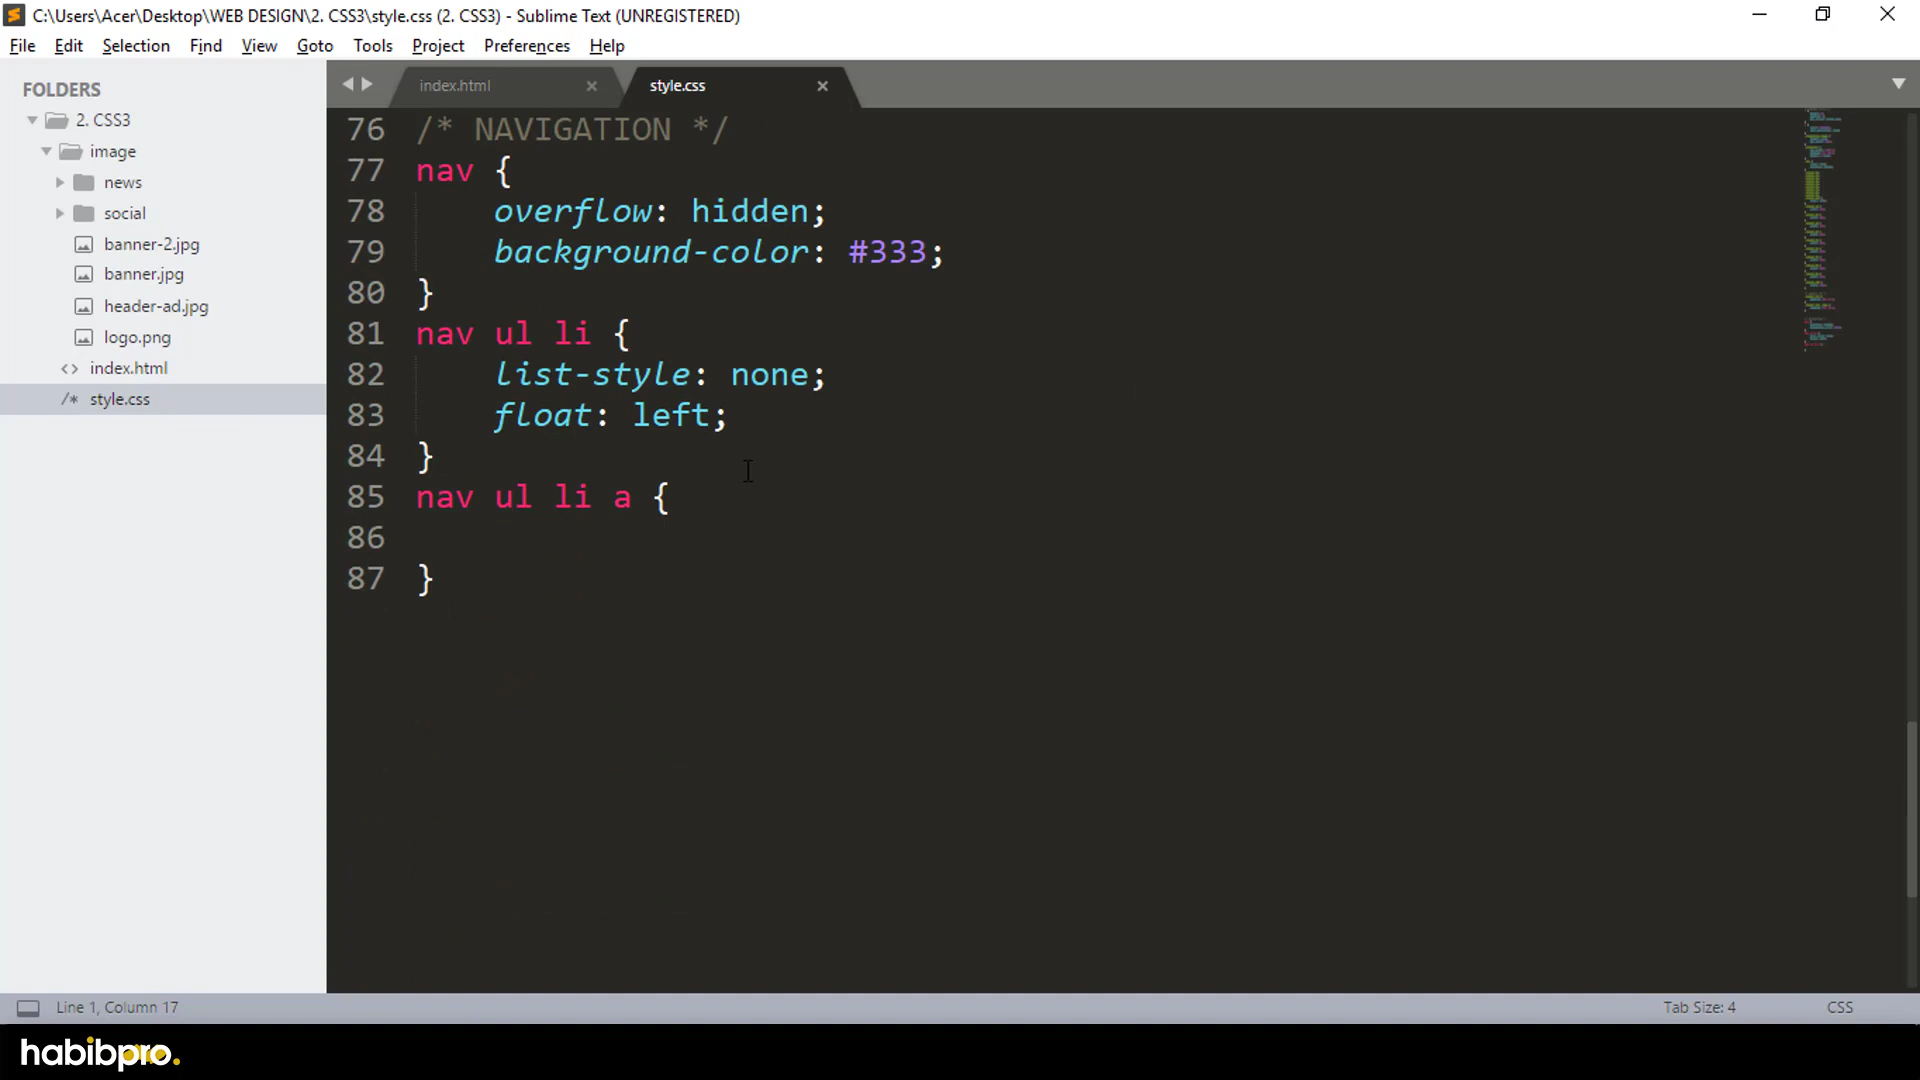 C:\Users\Acer\Desktop\WEB DESIGN\2. CSS3\style.css (2. CSS3) - Sublime Text (UNREGISTERED)
File Edit Selection Find View Goto Tools Project Preferences Help
FOLDERS
2. CSS3
image
news
social
banner-2.jpg
banner.jpg
header-ad.jpg
logo.png
<> index.html
/* style.css
index.html style.css
76 /* NAVIGATION */
77 nav {
78 overflow: hidden;
79 background-color: #333;
80 }
81 nav ul li {
82 list-style: none;
83 float: left;
84 }
85 nav ul li a {
86
87 }
Line 1, Column 17 Tab Size: 4 CSS
habibpro.